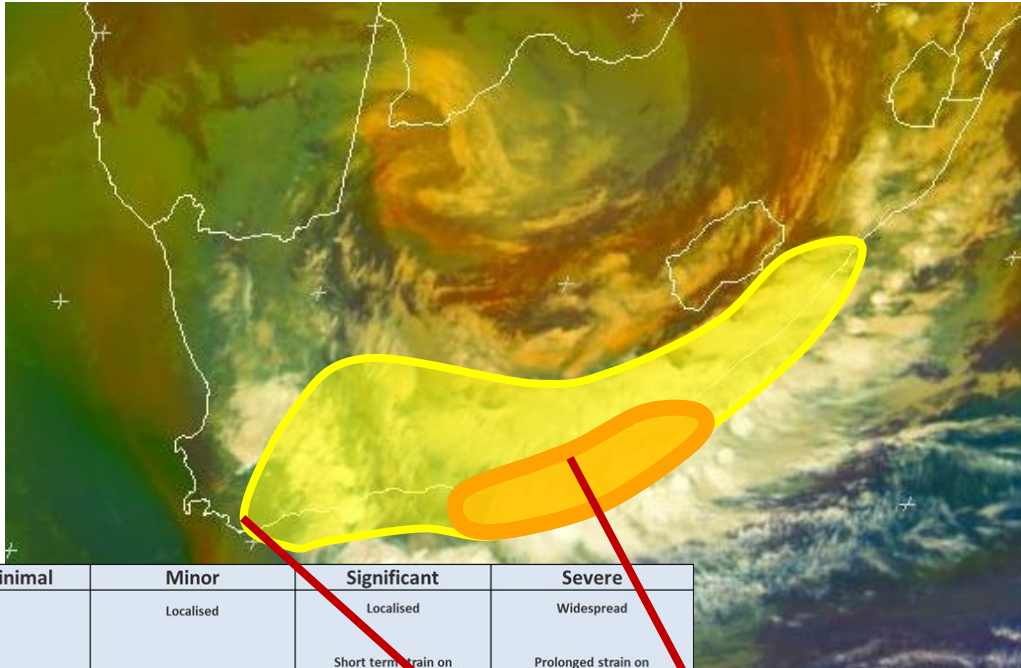 inimal Minor Significant Severe
Localised Localised Widespread
Short term strain on Prolonged strain on